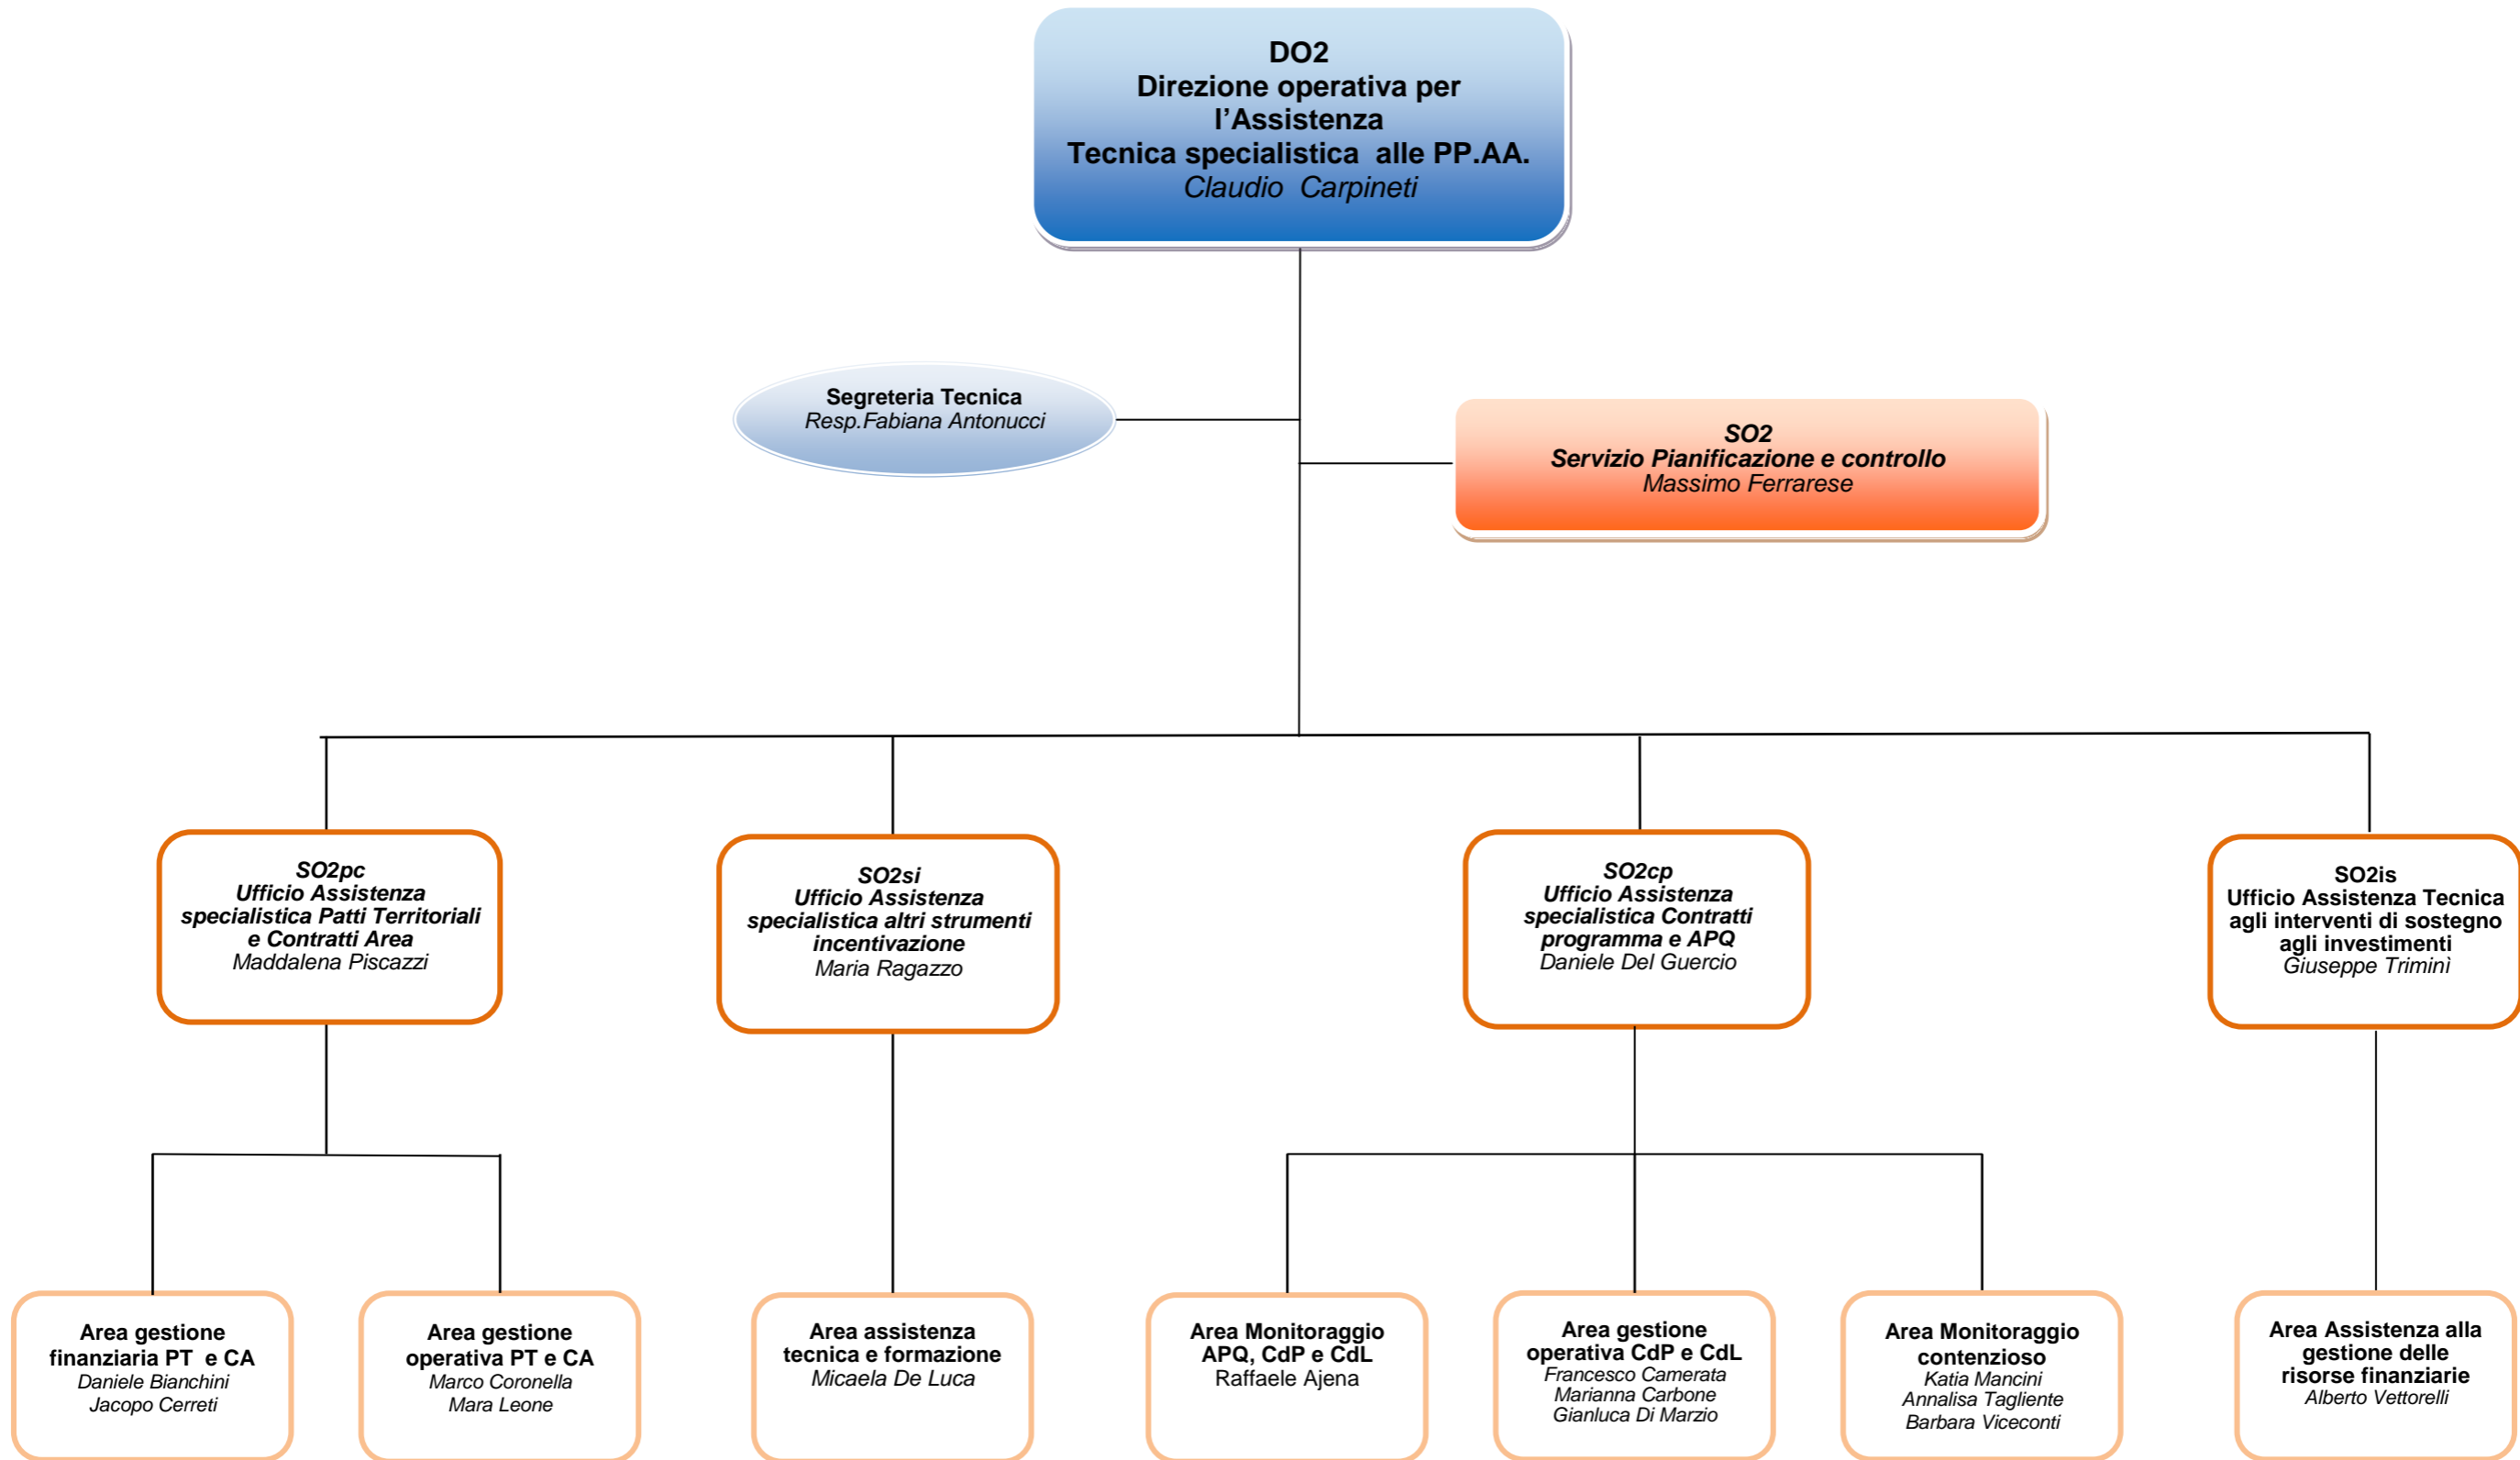 DO2
Direzione operativa per
l’Assistenza
Tecnica specialistica alle PP.AA.
Claudio Carpineti
Segreteria Tecnica
Resp.Fabiana Antonucci
SO2
Servizio Pianificazione e controllo
Massimo Ferrarese
SO2pc
Ufficio Assistenza
specialistica Patti Territoriali
e Contratti Area
Maddalena Piscazzi
SO2si
Ufficio Assistenza
specialistica altri strumenti
incentivazione
Maria Ragazzo
SO2cp
Ufficio Assistenza
specialistica Contratti
programma e APQ
Daniele Del Guercio
SO2is
Ufficio Assistenza Tecnica
agli interventi di sostegno
agli investimenti
Giuseppe Triminì
Area gestione
finanziaria PT e CA
Daniele Bianchini
Jacopo Cerreti
Area gestione
operativa PT e CA
Marco Coronella
Mara Leone
Area assistenza
tecnica e formazione
Micaela De Luca
Area Monitoraggio
APQ, CdP e CdL
Raffaele Ajena
Area gestione
operativa CdP e CdL
Francesco Camerata
Marianna Carbone
Gianluca Di Marzio
Area Monitoraggio
contenzioso
Katia Mancini
Annalisa Tagliente
Barbara Viceconti
Area Assistenza alla
gestione delle
risorse finanziarie
Alberto Vettorelli